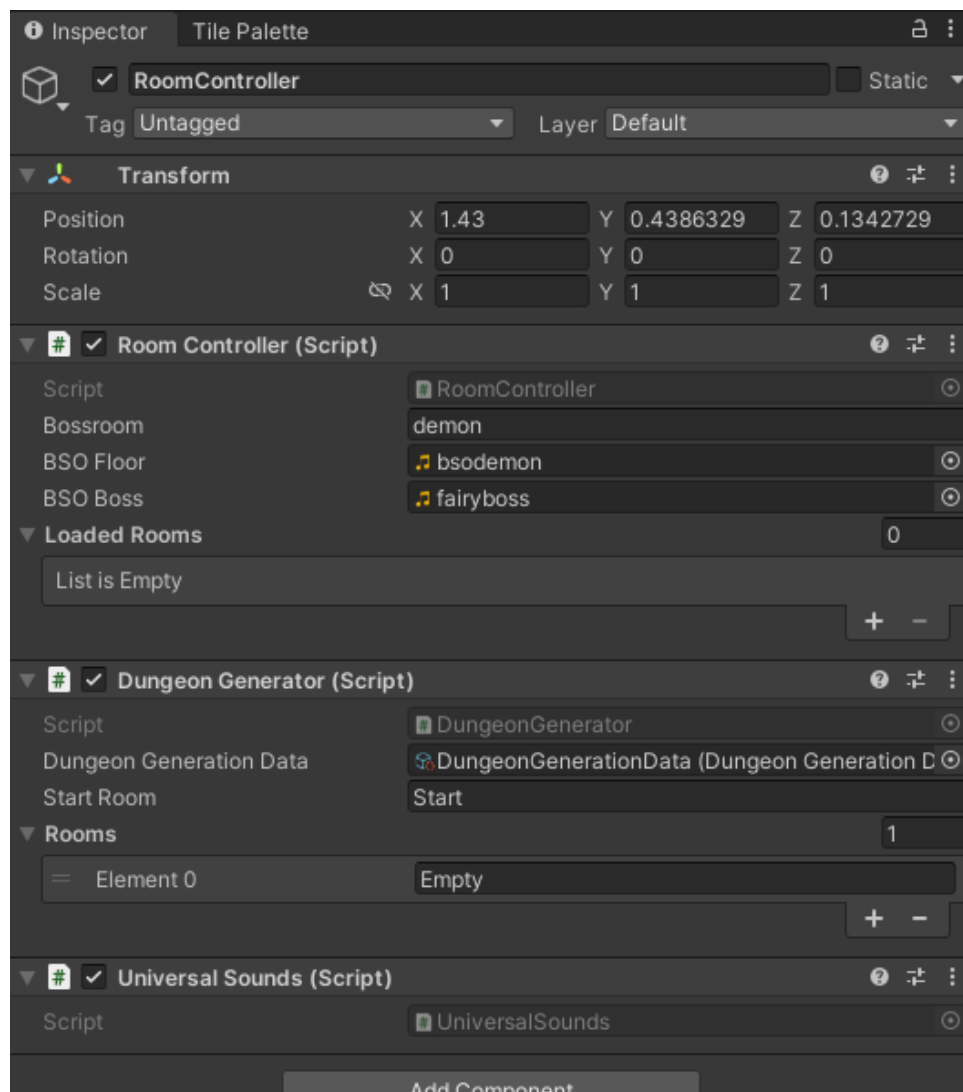 Inspector Tile Palette
RoomController Static
Tag Untagged Layer Default
Transform
Position X 1.43 Y 0.4386329 Z 0.1342729
Rotation X 0 Y 0 Z 0
Scale X 1 Y 1 Z 1
# Room Controller (Script)
Script # RoomController
Bossroom demon
BSO Floor bsodemon
BSO Boss fairyboss
Loaded Rooms 0
List is Empty
+ −
# Dungeon Generator (Script)
Script # DungeonGenerator
Dungeon Generation Data DungeonGenerationData (Dungeon Generation D
Start Room Start
Rooms 1
Element 0 Empty
+ −
# Universal Sounds (Script)
Script # UniversalSounds
Add Component